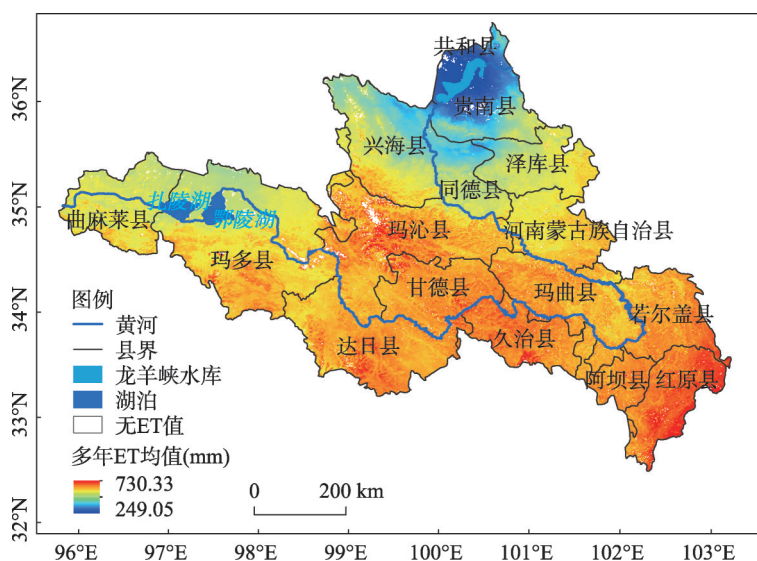 36°N
35°N
34°N
33°N
32°N
共和县
贵南县
兴海县
泽库县
同德县
扎陵湖
鄂陵湖
曲麻莱县
玛多县
玛沁县
河南蒙古族自治县
甘德县
玛曲县
若尔盖县
达日县
久治县
阿坝县
红原县
图例
黄河
县界
龙羊峡水库
湖泊
无ET值
多年ET均值(mm)
730.33
249.05
0 200 km
96°E 97°E 98°E 99°E 100°E 101°E 102°E 103°E